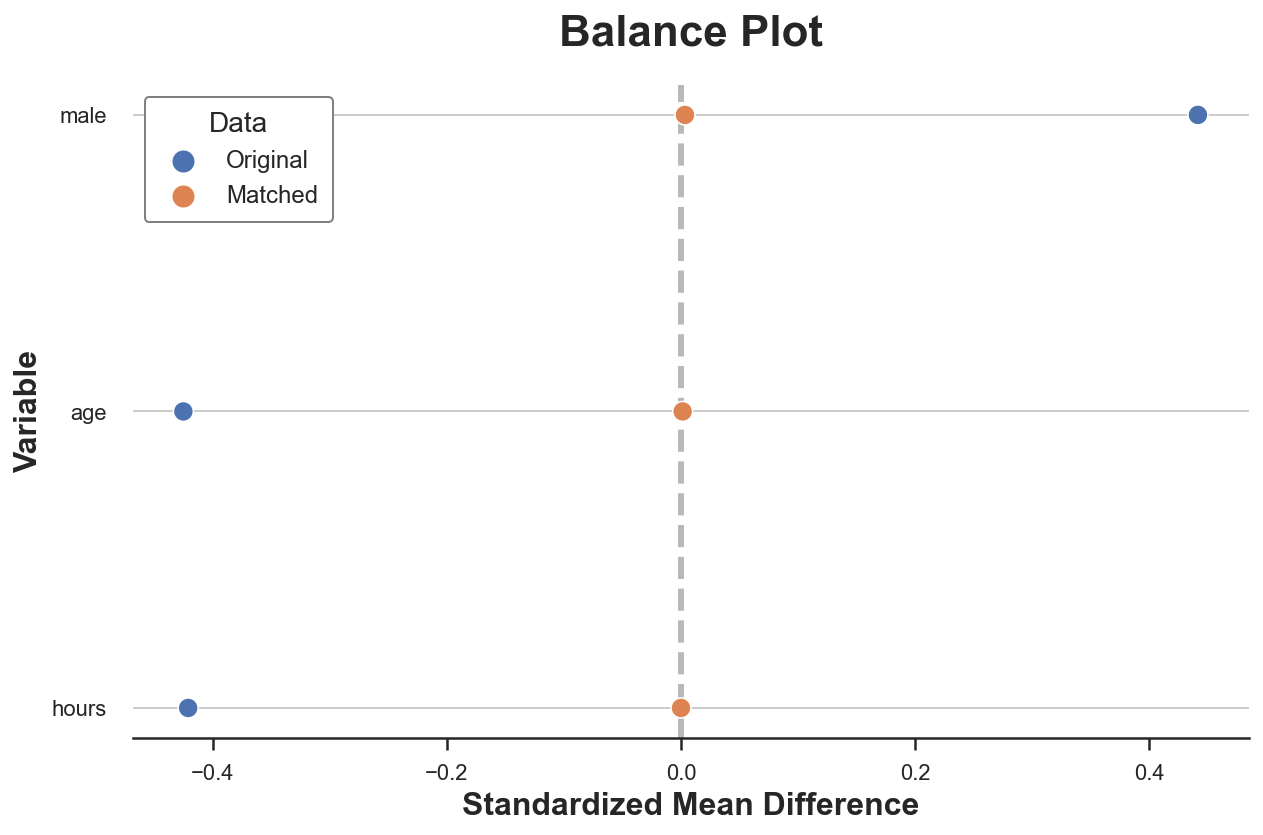 Balance Plot
male
Data
Original
Matched
Variable
age
hours
−0.4
−0.2
0.0
0.2
0.4
Standardized Mean Difference